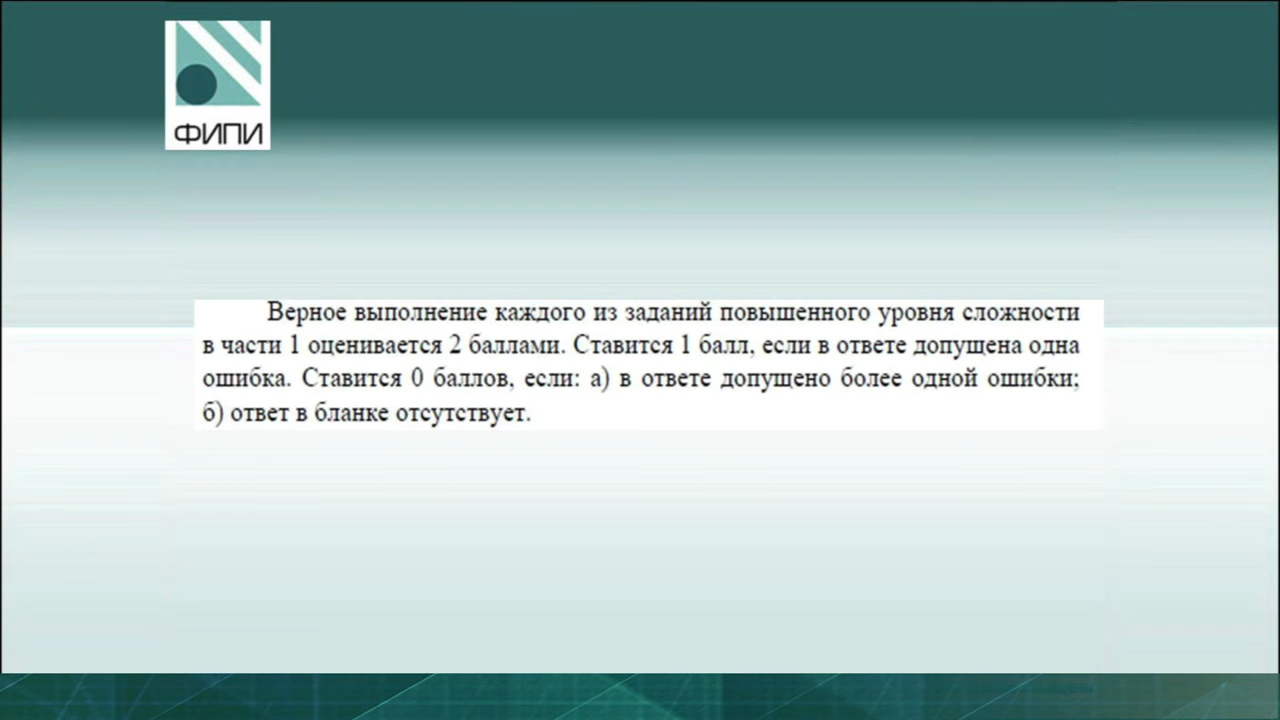 ФИПИ
Верное выполнение каждого из заданий повышенного уровня сложности
в части 1 оценивается 2 баллами. Ставится 1 балл, если в ответе допущена одна
ошибка. Ставится 0 баллов, если: а) в ответе допущено более одной ошибки;
б) ответ в бланке отсутствует.